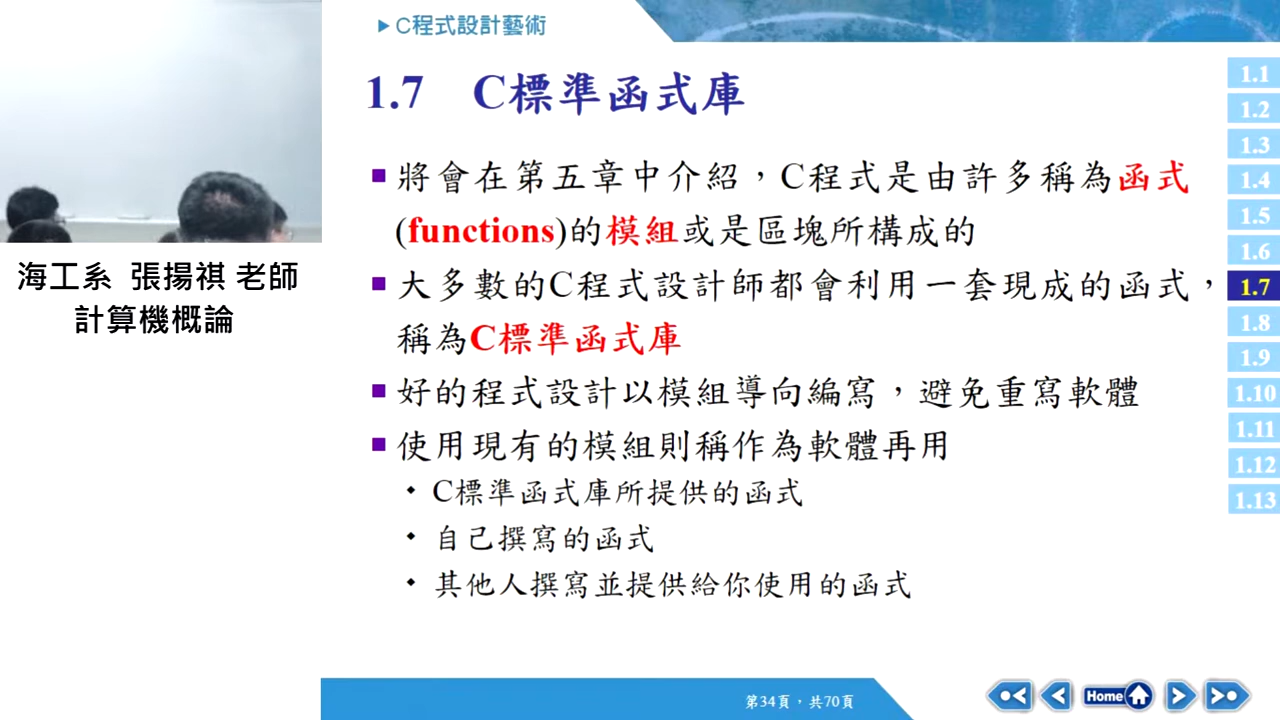 ▶C程式設計藝術
1.7 C標準函式庫
將會在第五章中介紹，C程式是由許多稱為函式
(functions)的模組或是區塊所構成的
大多數的C程式設計師都會利用一套現成的函式，
稱為C標準函式庫
好的程式設計以模組導向編寫，避免重寫軟體
使用現有的模組則稱作為軟體再用
C標準函式庫所提供的函式
自己撰寫的函式
其他人撰寫並提供給你使用的函式
海工系 張揚祺 老師
計算機概論
1.1
1.2
1.3
1.4
1.5
1.6
1.7
1.8
1.9
1.10
1.11
1.12
1.13
第34頁，共70頁
Home